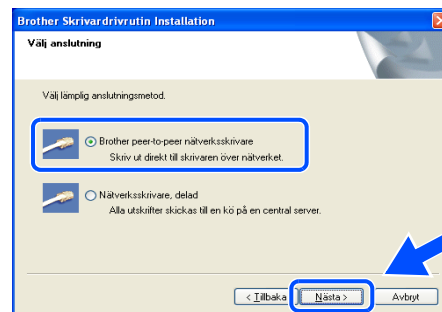 Brother Skrivardrivrutin Installation
Välj anslutning
Välj lämplig anslutningsmetod.
Brother peer-to-peer nätverksskrivare
Skriv ut direkt till skrivaren över nätverket.
Nätverksskrivare, delad
Alla utskrifter skickas till en kö på en central server.
< Tillbaka Nästa > Avbryt